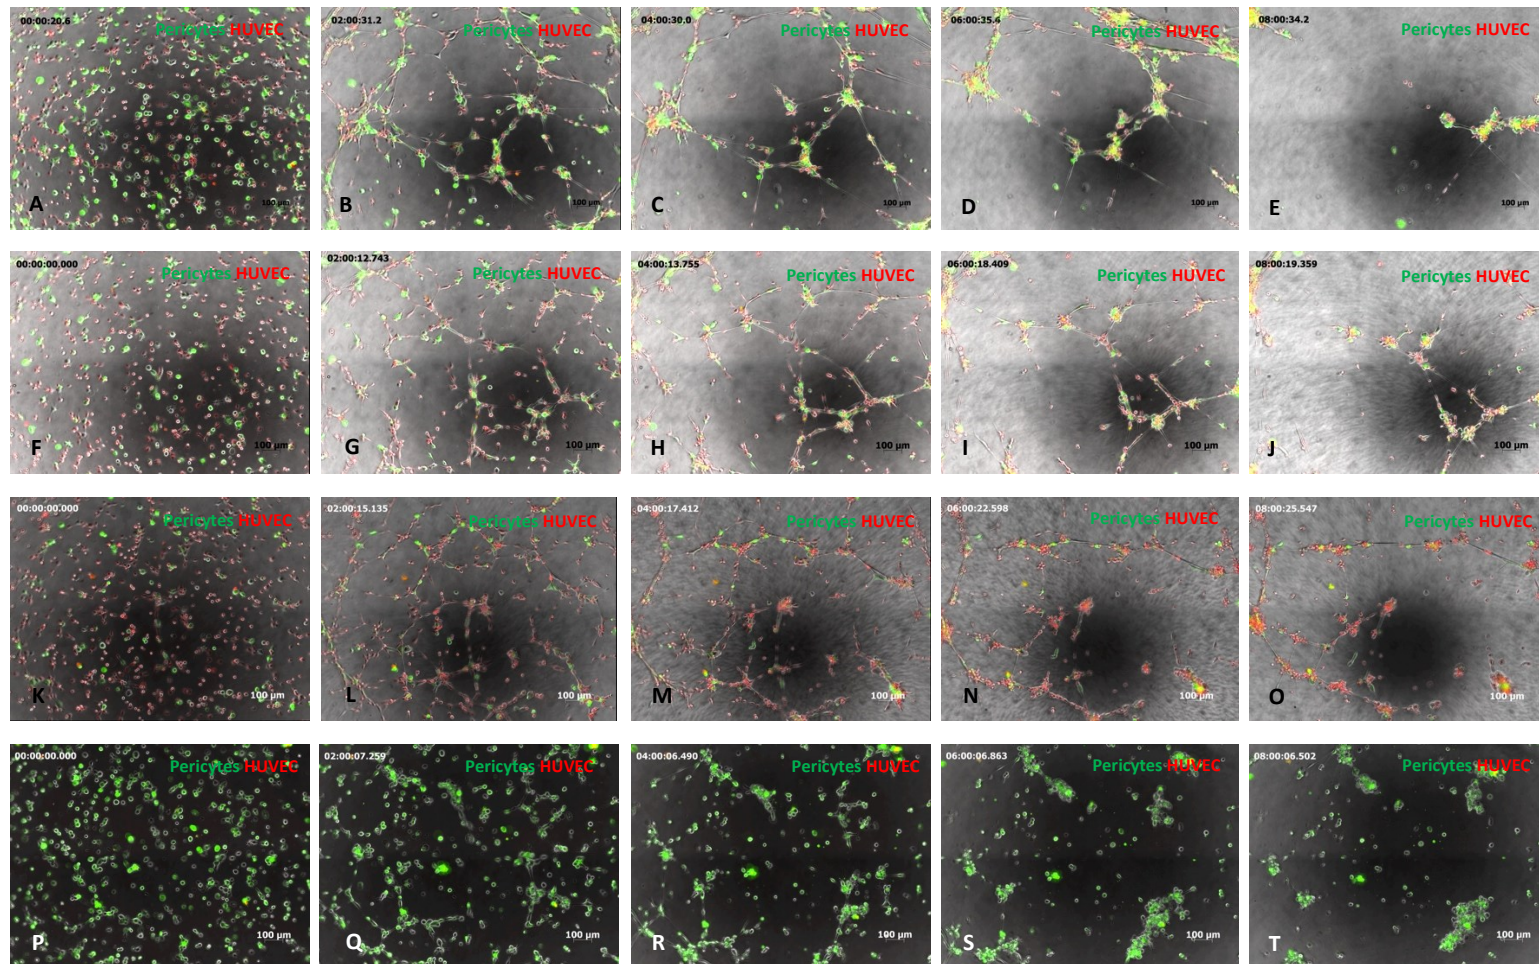 00:00:20.6
Pericytes HUVEC
A
100 µm
02:00:31.2
Pericytes HUVEC
B
100 µm
04:00:30.0
Pericytes HUVEC
C
100 µm
06:00:35.4
Pericytes HUVEC
D
100 µm
08:00:34.2
Pericytes HUVEC
E
100 µm
00:00:00.000
Pericytes HUVEC
F
100 µm
02:00:12.743
Pericytes HUVEC
G
100 µm
04:00:13.755
Pericytes HUVEC
H
100 µm
06:00:18.409
Pericytes HUVEC
I
100 µm
08:00:19.359
Pericytes HUVEC
J
100 µm
00:00:00.000
Pericytes HUVEC
K
100 µm
02:00:15.135
Pericytes HUVEC
L
100 µm
04:00:17.412
Pericytes HUVEC
M
100 µm
06:00:22.598
Pericytes HUVEC
N
100 µm
08:00:25.547
Pericytes HUVEC
O
100 µm
00:00:00.000
Pericytes HUVEC
P
100 µm
02:00:07.259
Pericytes HUVEC
Q
100 µm
04:00:06.490
Pericytes HUVEC
R
100 µm
06:00:06.863
Pericytes HUVEC
S
100 µm
08:00:06.502
Pericytes HUVEC
T
100 µm